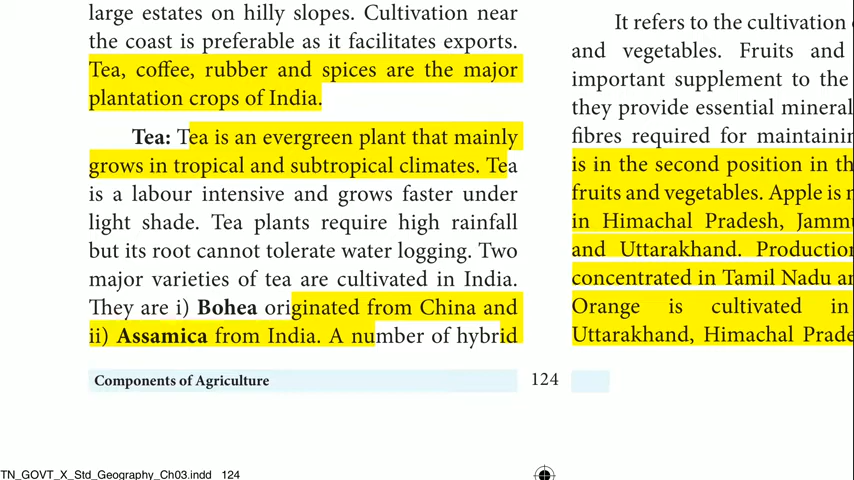 large estates on hilly slopes. Cultivation near
the coast is preferable as it facilitates exports.
Tea, coffee, rubber and spices are the major
plantation crops of India.
Tea: Tea is an evergreen plant that mainly
grows in tropical and subtropical climates. Tea
is a labour intensive and grows faster under
light shade. Tea plants require high rainfall
but its root cannot tolerate water logging. Two
major varieties of tea are cultivated in India.
They are i) Bohea originated from China and
ii) Assamica from India. A number of hybrid
It refers to the cultivation
and vegetables. Fruits and
important supplement to the
they provide essential mineral
fibres required for
is in the second position in
fruits and vegetables. Apple is
in Himachal Pradesh,
and Uttarakhand. Production
concentrated in Tamil Nadu
Orange is cultivated in
Uttarakhand, Himachal
Components of Agriculture
124
TN_GOVT_X_Std_Geography_Ch03.indd 124